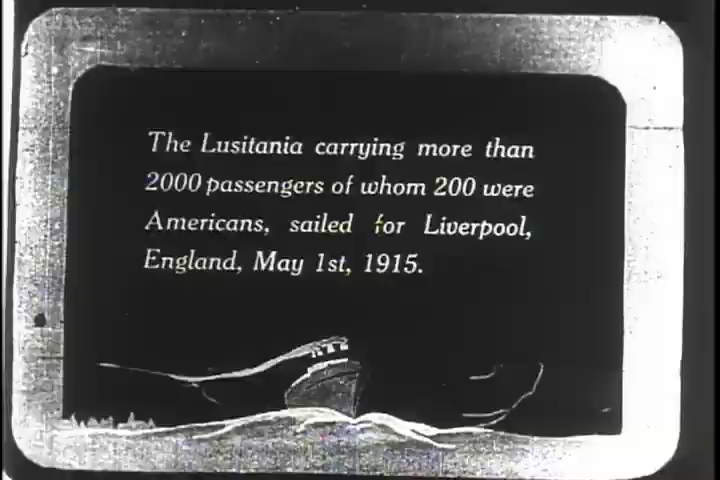 The Lusitania carrying more than
2000 passengers of whom 200 were
Americans, sailed for Liverpool,
England, May 1st, 1915.